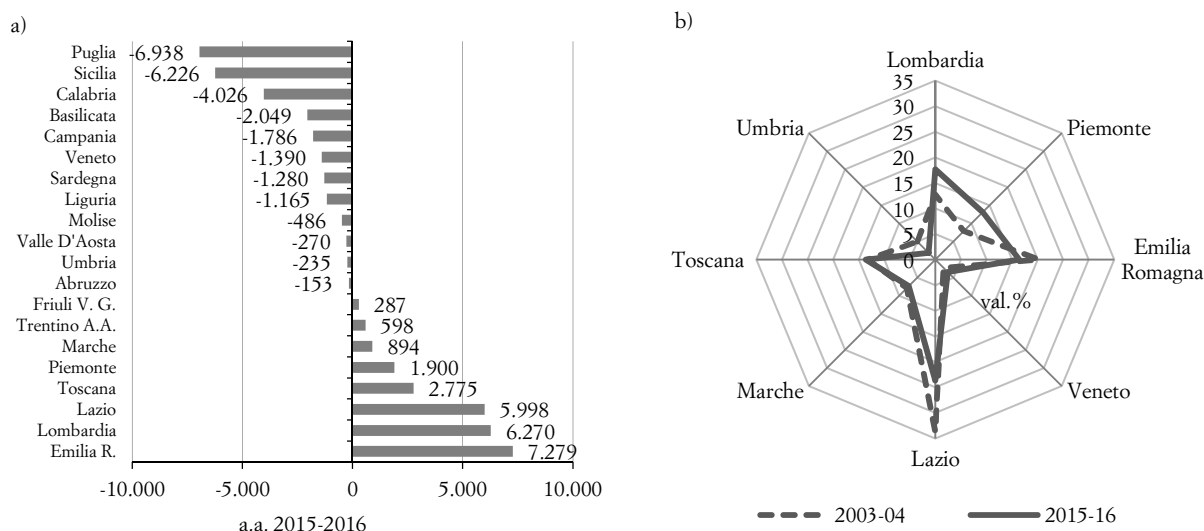 a)
Puglia -6.938
Sicilia -6.226
Calabria -4.026
Basilicata -2.049
Campania -1.786
Veneto -1.390
Sardegna -1.280
Liguria -1.165
Molise -486
Valle D'Aosta -270
Umbria -235
Abruzzo -153
Friuli V. G. 287
Trentino A.A. 598
Marche 894
Piemonte 1.900
Toscana 2.775
Lazio 5.998
Lombardia 6.270
Emilia R. 7.279
-10.000 -5.000 0 5.000 10.000
a.a. 2015-2016
b)
Lombardia
35
30
25
20
15
10
5
0
Piemonte
Emilia
Romagna
val.%
Veneto
Lazio
Marche
Toscana
Umbria
2003-04 2015-16